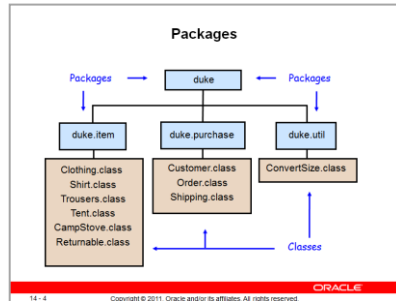 Packages
Packages
Packages
duke
duke.item
duke.purchase
duke.util
Clothing.class
Shirt.class
Trousers.class
Tent.class
CampStove.class
Returnable.class
Customer.class
Order.class
Shipping.class
ConvertSize.class
Classes
ORACLE
14 - 4
Copyright © 2011, Oracle and/or its affiliates. All rights reserved.